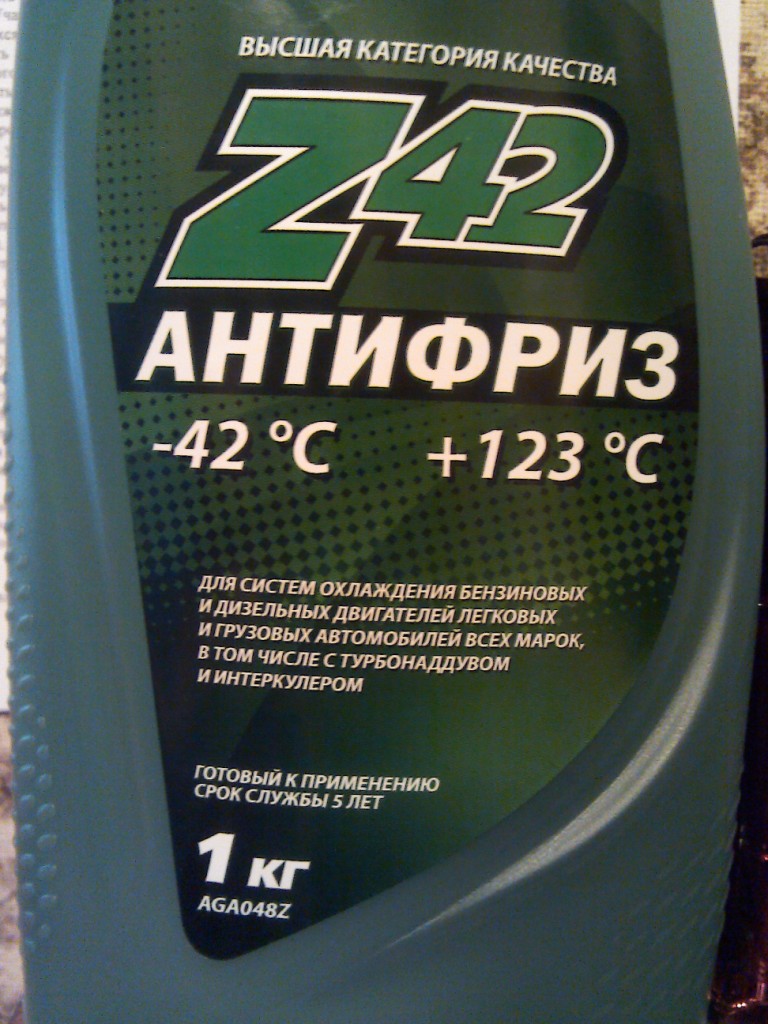 ВЫСШАЯ КАТЕГОРИЯ КАЧЕСТВА
Z42
АНТИФРИЗ
-42 °C +123 °C
ДЛЯ СИСТЕМ ОХЛАЖДЕНИЯ БЕНЗИНОВЫХ
И ДИЗЕЛЬНЫХ ДВИГАТЕЛЕЙ ЛЕГКОВЫХ
И ГРУЗОВЫХ АВТОМОБИЛЕЙ ВСЕХ МАРОК,
В ТОМ ЧИСЛЕ С ТУРБОНАДДУВОМ
И ИНТЕРКУЛЕРОМ
ГОТОВЫЙ К ПРИМЕНЕНИЮ
СРОК СЛУЖБЫ 5 ЛЕТ
1 кг
AGA048Z